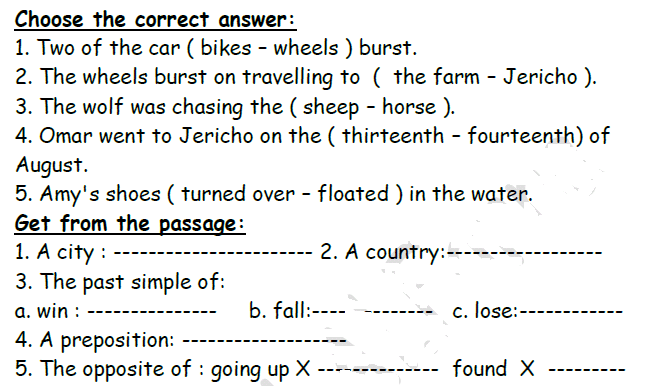 Choose the correct answer:
1. Two of the car ( bikes – wheels ) burst.
2. The wheels burst on travelling to ( the farm – Jericho ).
3. The wolf was chasing the ( sheep – horse ).
4. Omar went to Jericho on the ( thirteenth – fourteenth) of
August.
5. Amy's shoes ( turned over – floated ) in the water.
Get from the passage:
1. A city : ----------------------- 2. A country:------------------
3. The past simple of:
a. win : --------------- b. fall:---- -------- c. lose:------------
4. A preposition: -------------------
5. The opposite of : going up X -------------- found X ---------